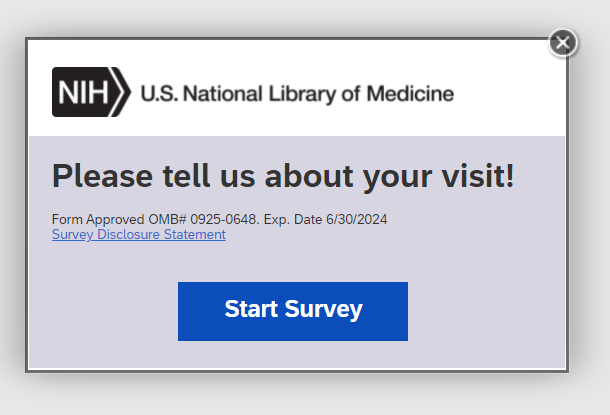 NIH U.S. National Library of Medicine
Please tell us about your visit!
Form Approved OMB# 0925-0648. Exp. Date 6/30/2024
Survey Disclosure Statement
Start Survey